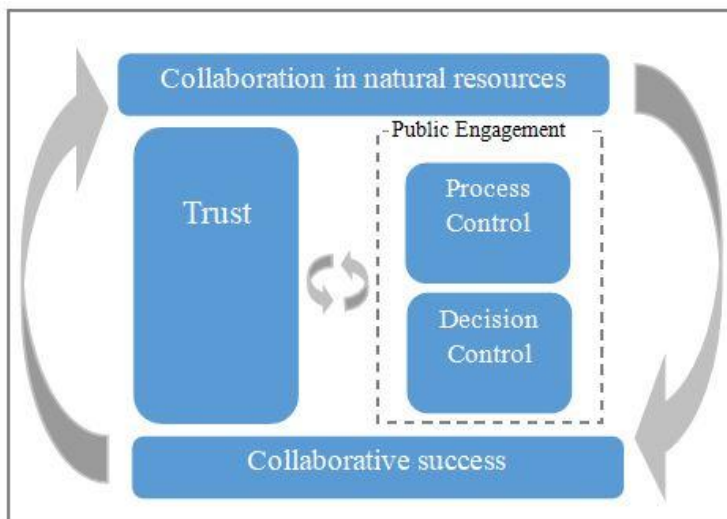 Collaboration in natural resources
Public Engagement
Trust
Process
Control
Decision
Control
Collaborative success